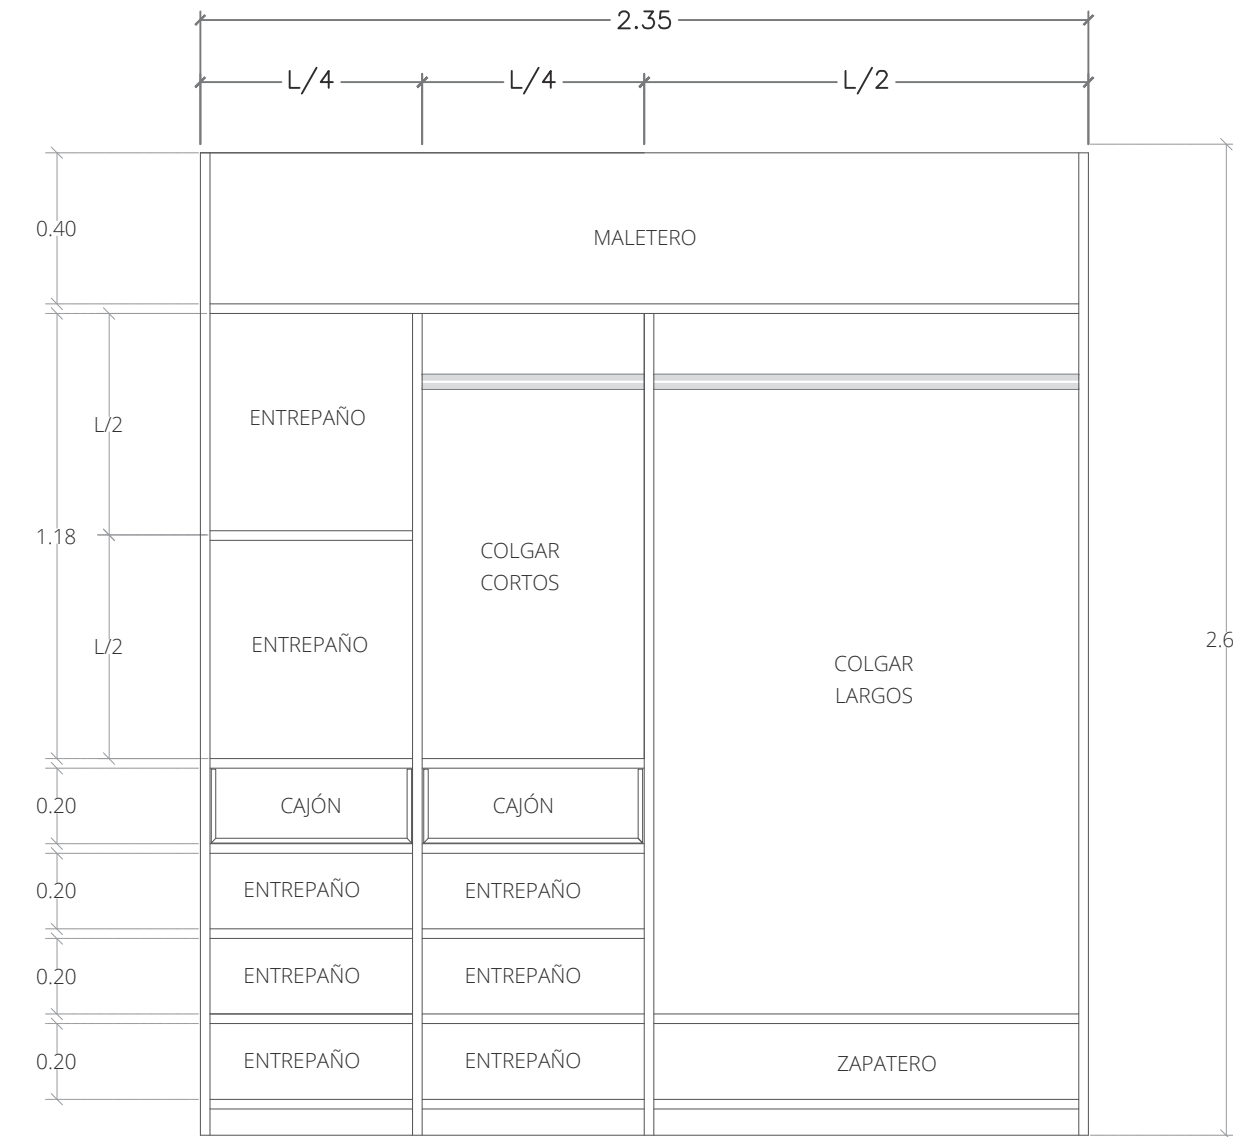 2.35
L/4
L/4
L/2
0.40
MALETERO
L/2
ENTREPAÑO
1.18
COLGAR
CORTOS
L/2
ENTREPAÑO
2.6
COLGAR
LARGOS
0.20
CAJÓN
CAJÓN
0.20
ENTREPAÑO
ENTREPAÑO
0.20
ENTREPAÑO
ENTREPAÑO
0.20
ENTREPAÑO
ENTREPAÑO
ZAPATERO